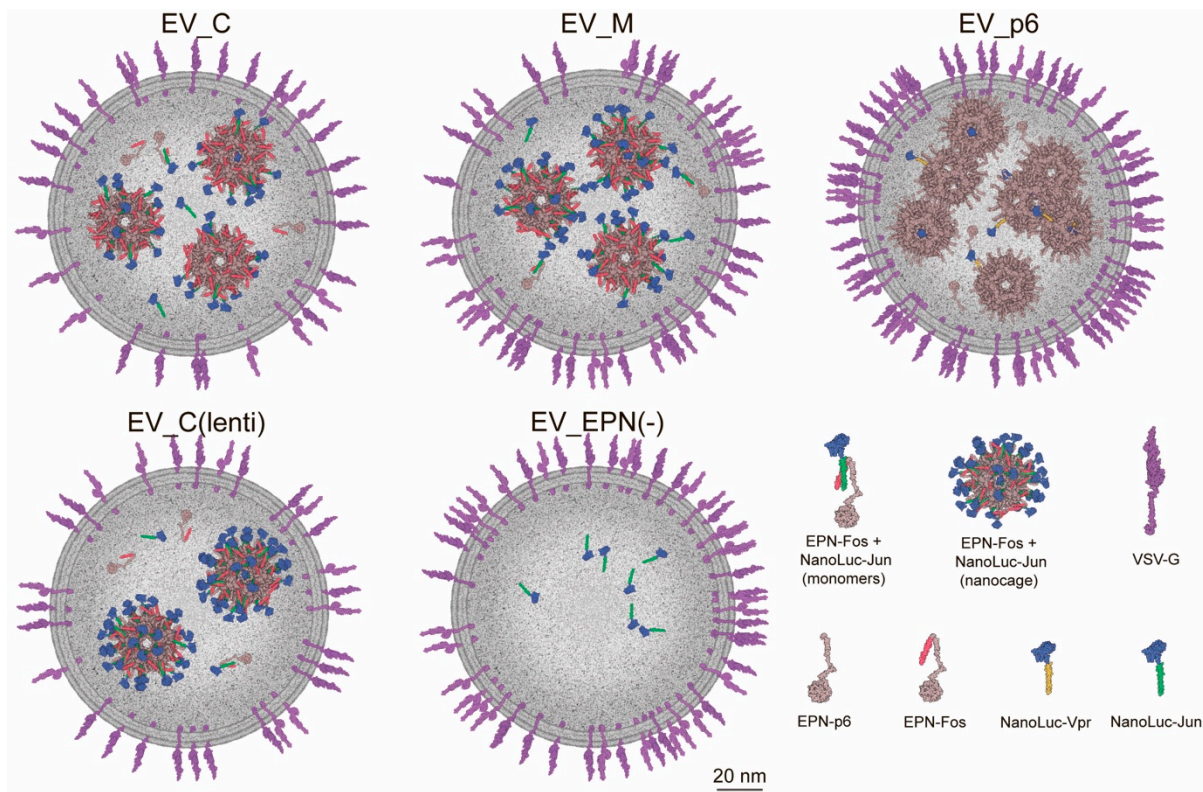 EV_C
EV_M
EV_p6
EV_C(lenti)
EV_EPN(-)
EPN-Fos +
NanoLuc-Jun
(monomers)
EPN-Fos +
NanoLuc-Jun
(nanocage)
VSV-G
EPN-p6
EPN-Fos
NanoLuc-Vpr
NanoLuc-Jun
20 nm